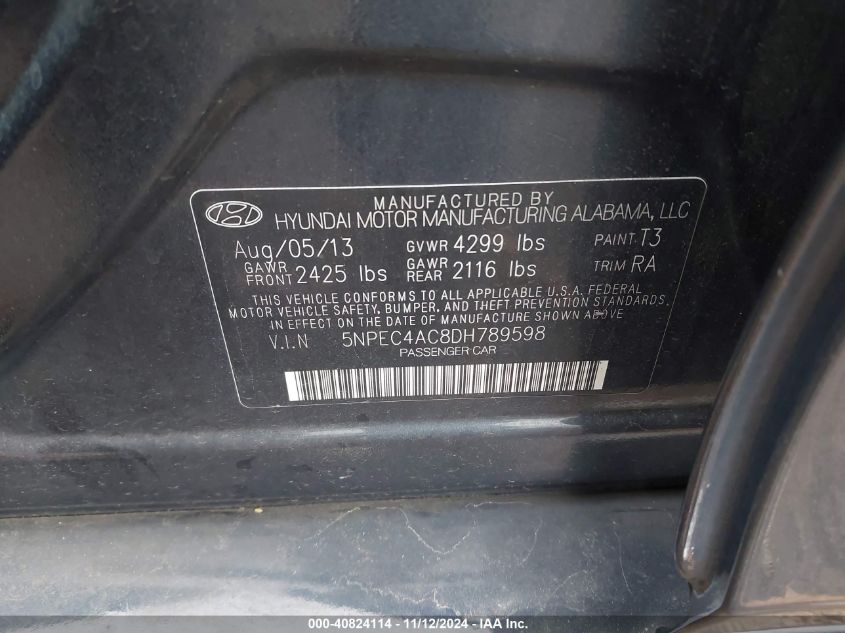 MANUFACTURED BY
HYUNDAI MOTOR MANUFACTURING ALABAMA, LLC
Aug/05/13 GVWR 4299 lbs PAINT T3
GAWR FRONT 2425 lbs GAWR REAR 2116 lbs TRIM RA
THIS VEHICLE CONFORMS TO ALL APPLICABLE U.S.A. FEDERAL
MOTOR VEHICLE SAFETY, BUMPER, AND THEFT PREVENTION STANDARDS
IN EFFECT ON THE DATE OF MANUFACTURE SHOWN ABOVE
V.I.N 5NPEC4AC8DH789598
PASSENGER CAR
000-40824114 - 11/12/2024 - IAA Inc.